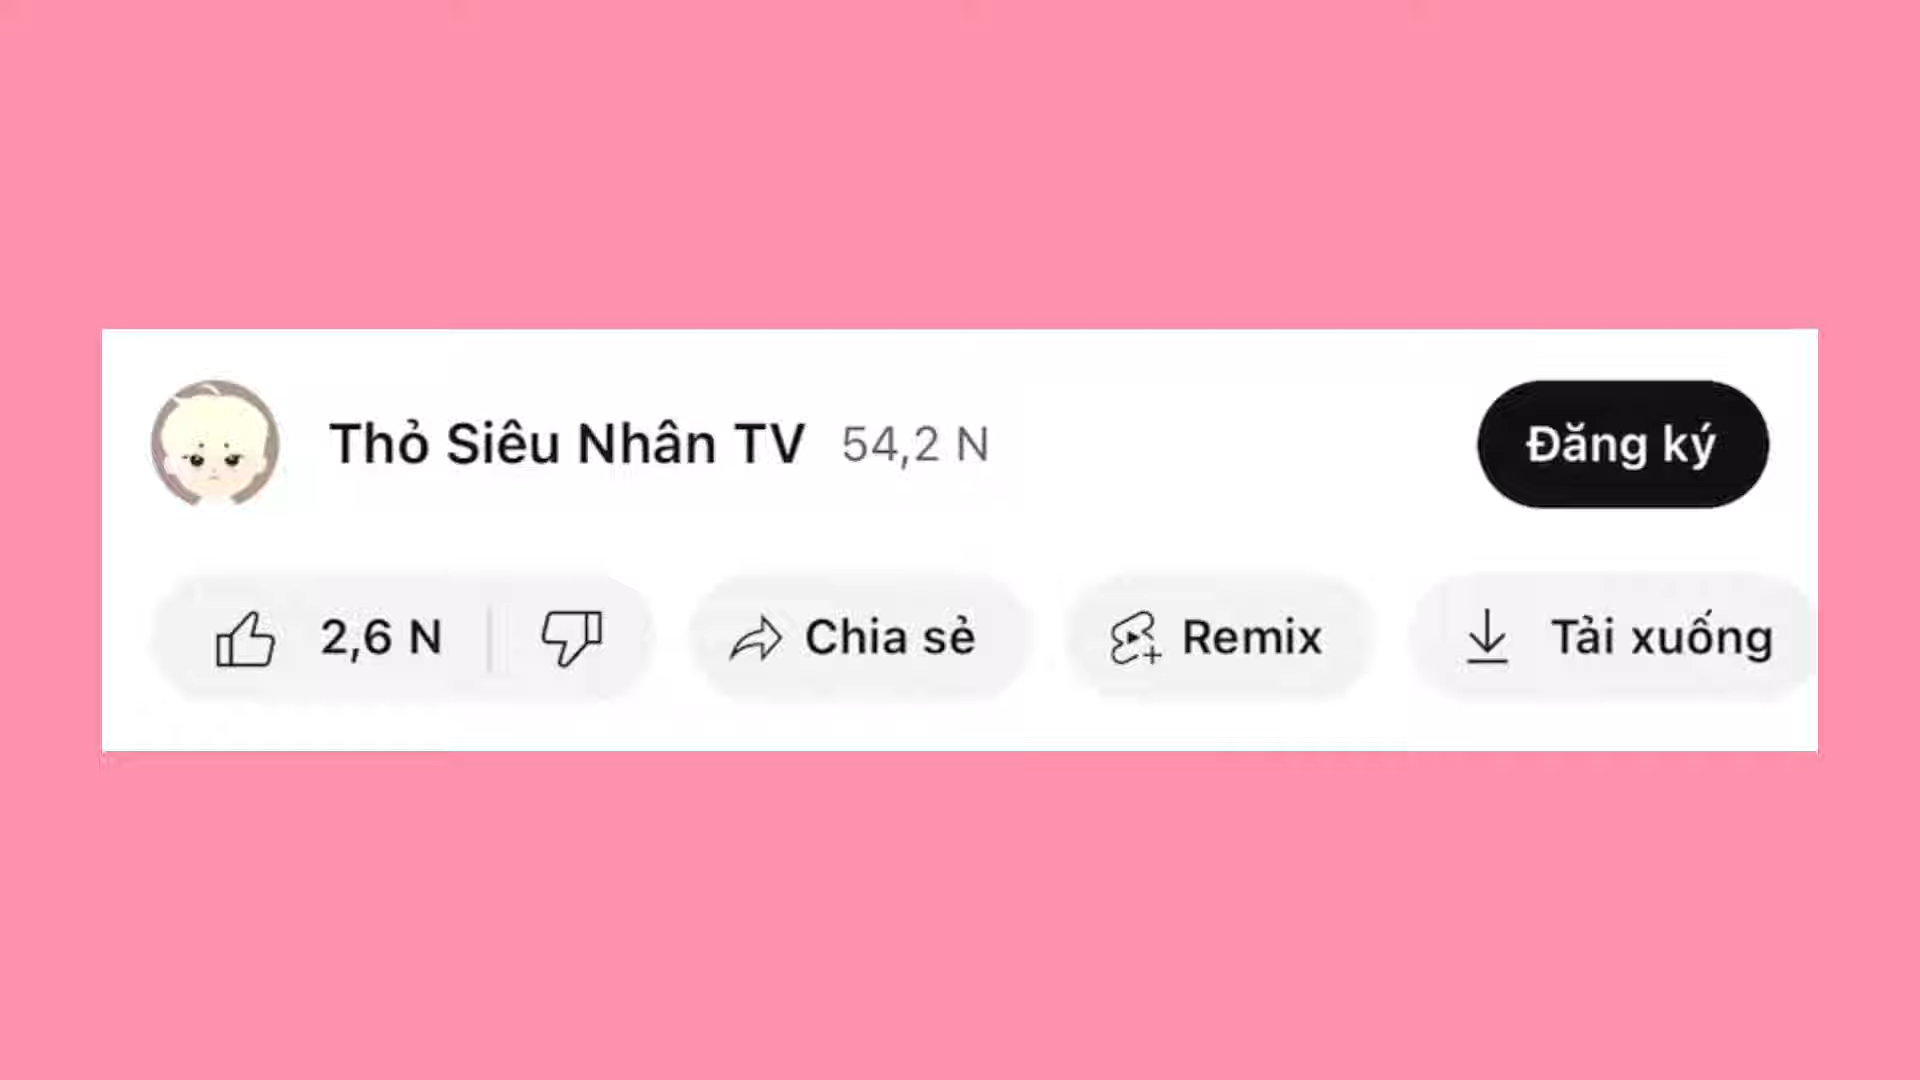 Thỏ Siêu Nhân TV 54,2 N Đăng ký
2,6 N Chia sẻ Remix Tải xuống